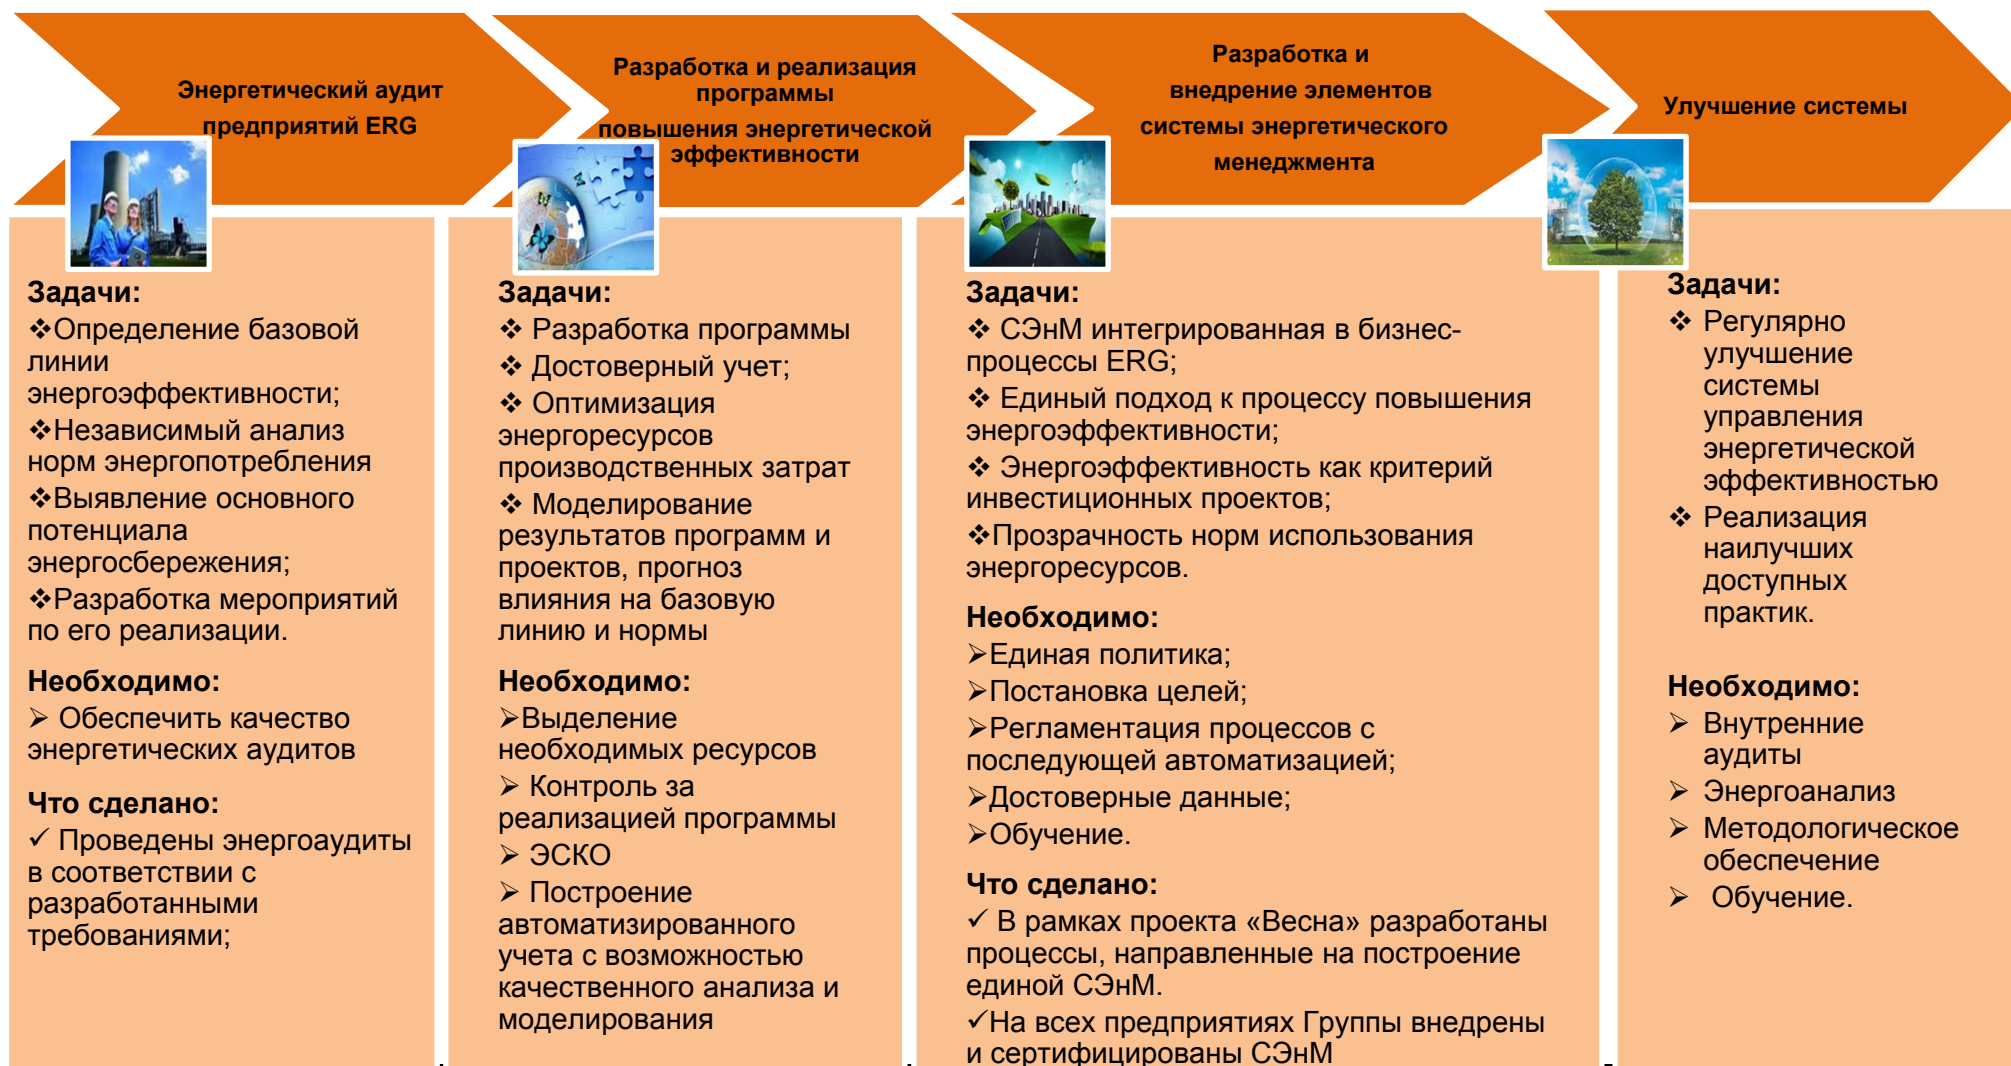 Энергетический аудит
предприятий ERG
Разработка и реализация
программы
повышения энергетической
эффективности
Разработка и
внедрение элементов
системы энергетического
менеджмента
Улучшение системы
Задачи:
❖Определение базовой
линии
энергоэффективности;
❖Независимый анализ
норм энергопотребления
❖Выявление основного
потенциала
энергосбережения;
❖Разработка мероприятий
по его реализации.
Необходимо:
➢ Обеспечить качество
энергетических аудитов
Что сделано:
✓ Проведены энергоаудиты
в соответствии с
разработанными
требованиями;
Задачи:
❖ Разработка программы
❖ Достоверный учет;
❖ Оптимизация
энергоресурсов
производственных затрат
❖ Моделирование
результатов программ и
проектов, прогноз
влияния на базовую
линию и нормы
Необходимо:
➢Выделение
необходимых ресурсов
➢ Контроль за
реализацией программы
➢ ЭСКО
➢ Построение
автоматизированного
учета с возможностью
качественного анализа и
моделирования
Задачи:
❖ СЭнМ интегрированная в бизнес-
процессы ERG;
❖ Единый подход к процессу повышения
энергоэффективности;
❖ Энергоэффективность как критерий
инвестиционных проектов;
❖Прозрачность норм использования
энергоресурсов.
Необходимо:
➢Единая политика;
➢Постановка целей;
➢Регламентация процессов с
последующей автоматизацией;
➢Достоверные данные;
➢Обучение.
Что сделано:
✓ В рамках проекта «Весна» разработаны
процессы, направленные на построение
единой СЭнМ.
✓На всех предприятиях Группы внедрены
и сертифицированы СЭнМ
Задачи:
❖ Регулярно
улучшение
системы
управления
энергетической
эффективностью
❖ Реализация
наилучших
доступных
практик.
Необходимо:
➢ Внутренние
аудиты
➢ Энергоанализ
➢ Методологическое
обеспечение
➢ Обучение.